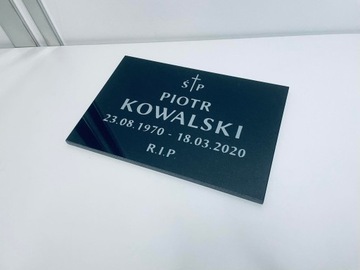 Ś † P
PIOTR
KOWALSKI
23.08.1970 - 18.03.2020
R.I.P